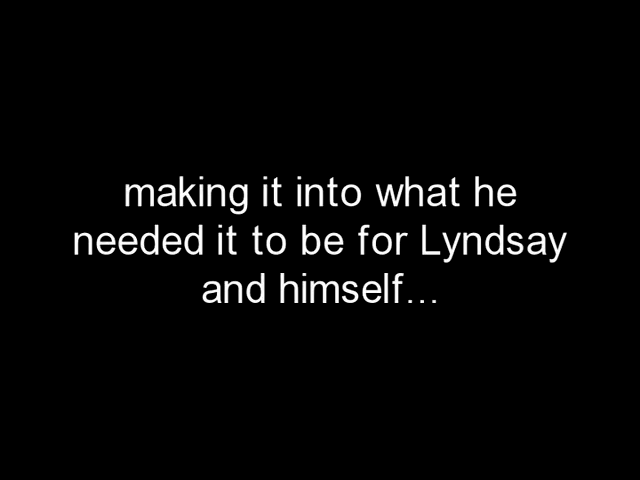 making it into what he
needed it to be for Lyndsay
and himself...